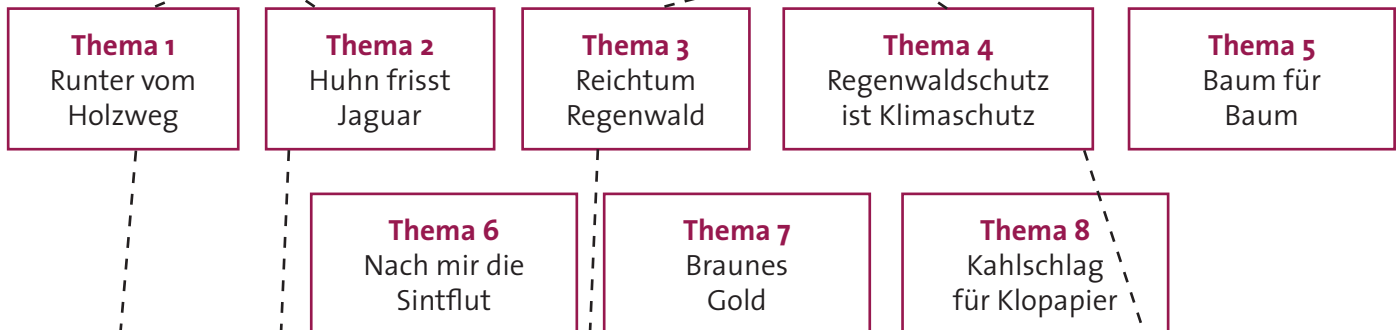 Thema 1
Runter vom
Holzweg
Thema 2
Huhn frisst
Jaguar
Thema 3
Reichtum
Regenwald
Thema 4
Regenwaldschutz
ist Klimaschutz
Thema 5
Baum für
Baum
Thema 6
Nach mir die
Sintflut
Thema 7
Braunes
Gold
Thema 8
Kahlschlag
für Klopapier